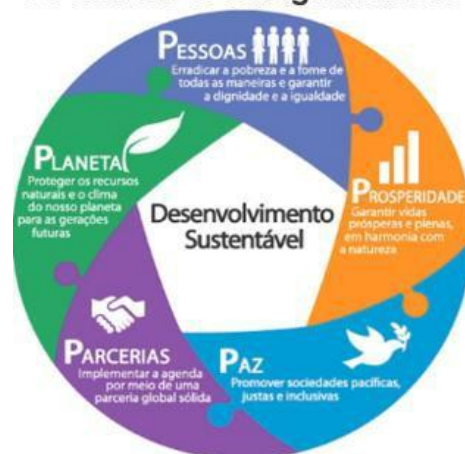 PESSOAS
Erradicar a pobreza e a fome de
todas as maneiras e garantir
a dignidade e a igualdade
PROSPERIDADE
Garantir vidas
prósperas e plenas,
em harmonia com
a natureza
PAZ
Promover sociedades pacíficas,
justas e inclusivas
PARCERIAS
Implementar a agenda
por meio de uma
parceria global sólida
PLANETA
Proteger os recursos
naturais e o clima
do nosso planeta
para as gerações
futuras
Desenvolvimento
Sustentável